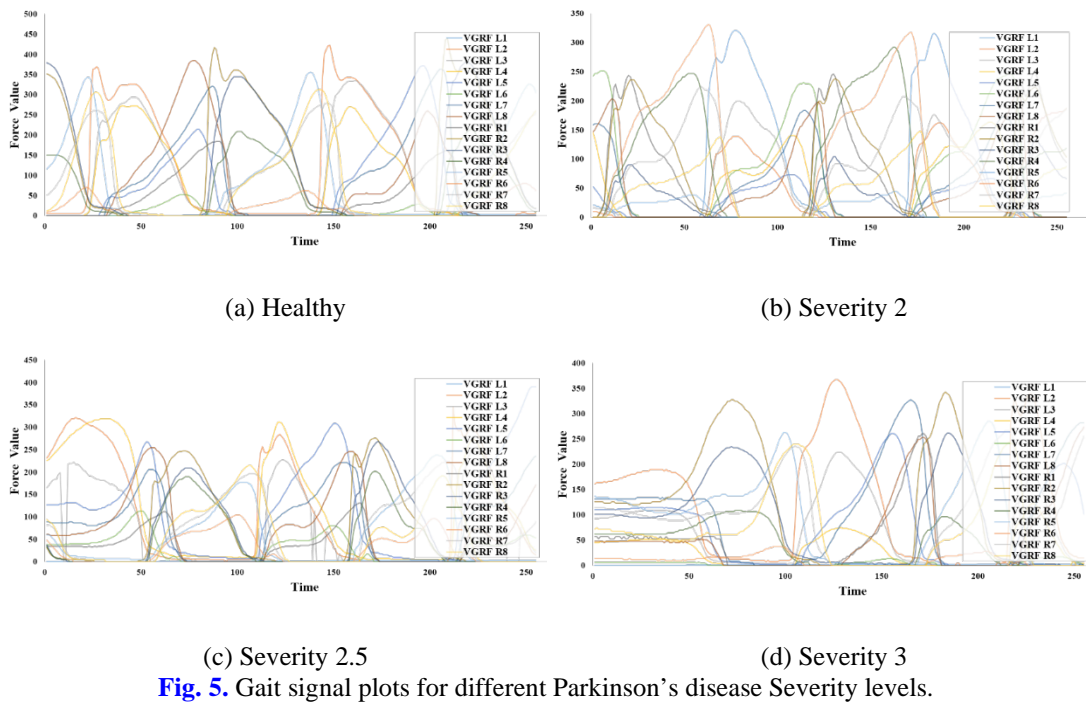 500
450
400
350
300
250
200
150
100
50
0
Force Value
0
50
100
150
200
250
Time
VGRF L1
VGRF L2
VGRF L3
VGRF L4
VGRF L5
VGRF L6
VGRF L7
VGRF L8
VGRF R1
VGRF R2
VGRF R3
VGRF R4
VGRF R5
VGRF R6
VGRF R7
VGRF R8
(a) Healthy
350
300
250
200
150
100
50
0
Force Value
0
50
100
150
200
250
Time
VGRF L1
VGRF L2
VGRF L3
VGRF L4
VGRF L5
VGRF L6
VGRF L7
VGRF L8
VGRF R1
VGRF R2
VGRF R3
VGRF R4
VGRF R5
VGRF R6
VGRF R7
VGRF R8
(b) Severity 2
450
400
350
300
250
200
150
100
50
0
Force Value
0
50
100
150
200
250
Time
VGRF L1
VGRF L2
VGRF L3
VGRF L4
VGRF L5
VGRF L6
VGRF L7
VGRF L8
VGRF R1
VGRF R2
VGRF R3
VGRF R4
VGRF R5
VGRF R6
VGRF R7
VGRF R8
(c) Severity 2.5
400
350
300
250
200
150
100
50
0
Force Value
0
50
100
150
200
250
Time
VGRF L1
VGRF L2
VGRF L3
VGRF L4
VGRF L5
VGRF L6
VGRF L7
VGRF L8
VGRF R1
VGRF R2
VGRF R3
VGRF R4
VGRF R5
VGRF R6
VGRF R7
VGRF R8
(d) Severity 3
Fig. 5. Gait signal plots for different Parkinson’s disease Severity levels.